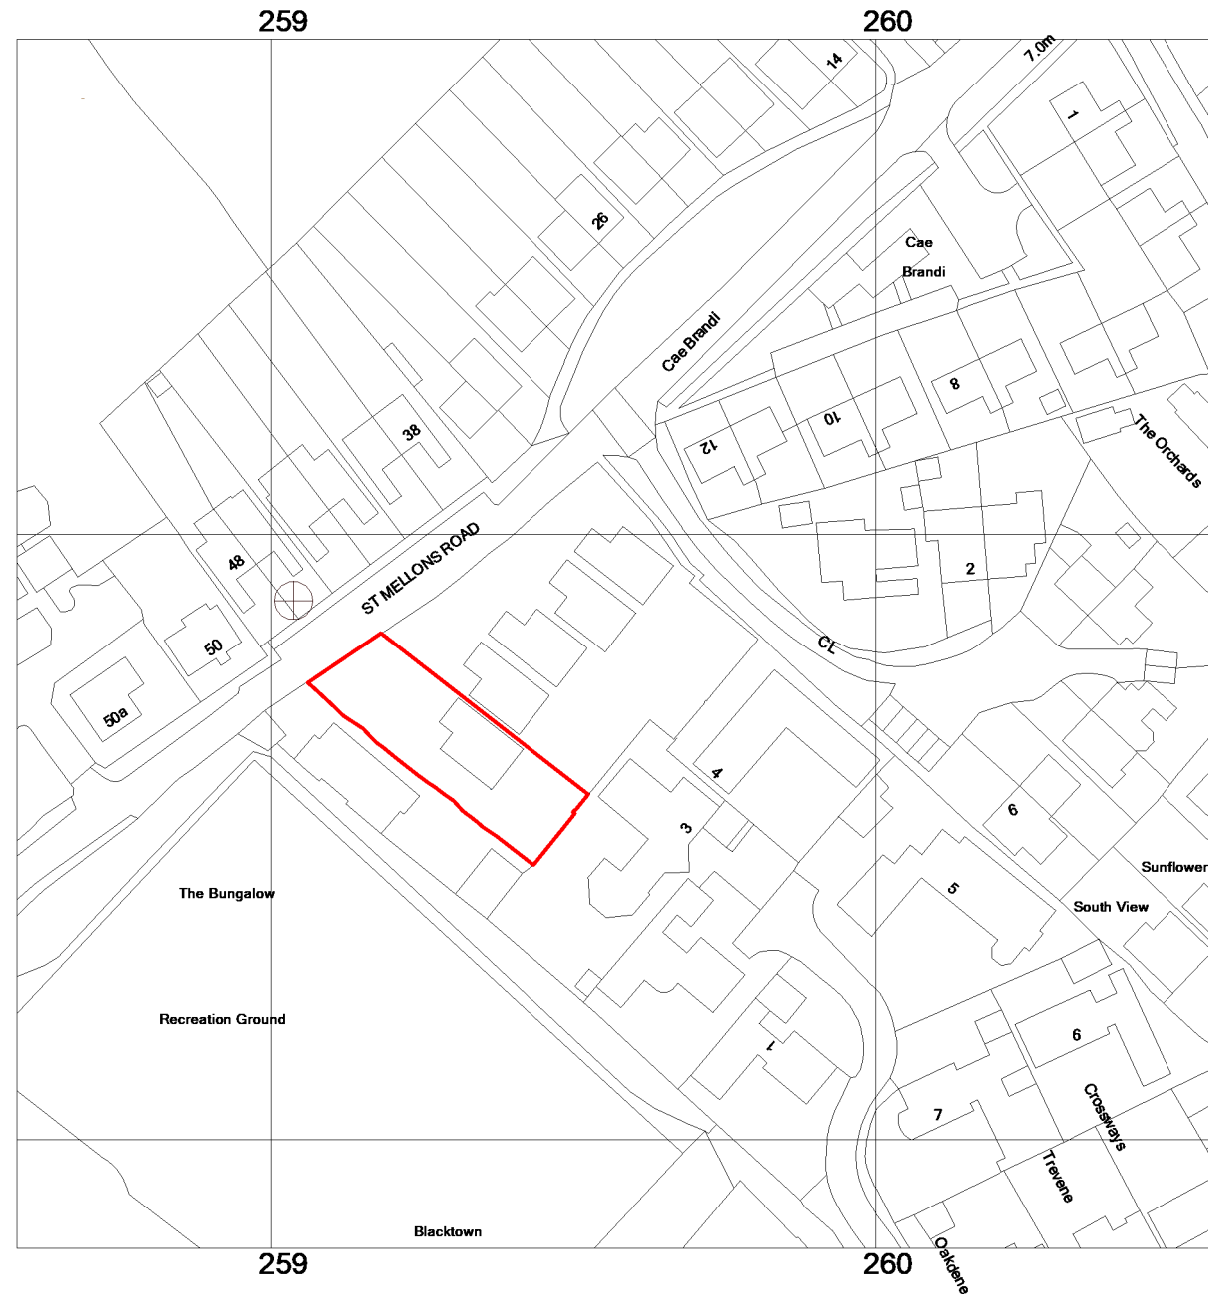 259
260
7.0m
14
1
26
Cae
Brandi
Cae Brandi
8
38
10
12
The Orchards
ST MELLONS ROAD
48
2
50
CL
50a
4
6
3
Sunflower
5
The Bungalow
South View
Recreation Ground
6
1
7
Crossways
Trevene
Blacktown
Oakdene
259
260